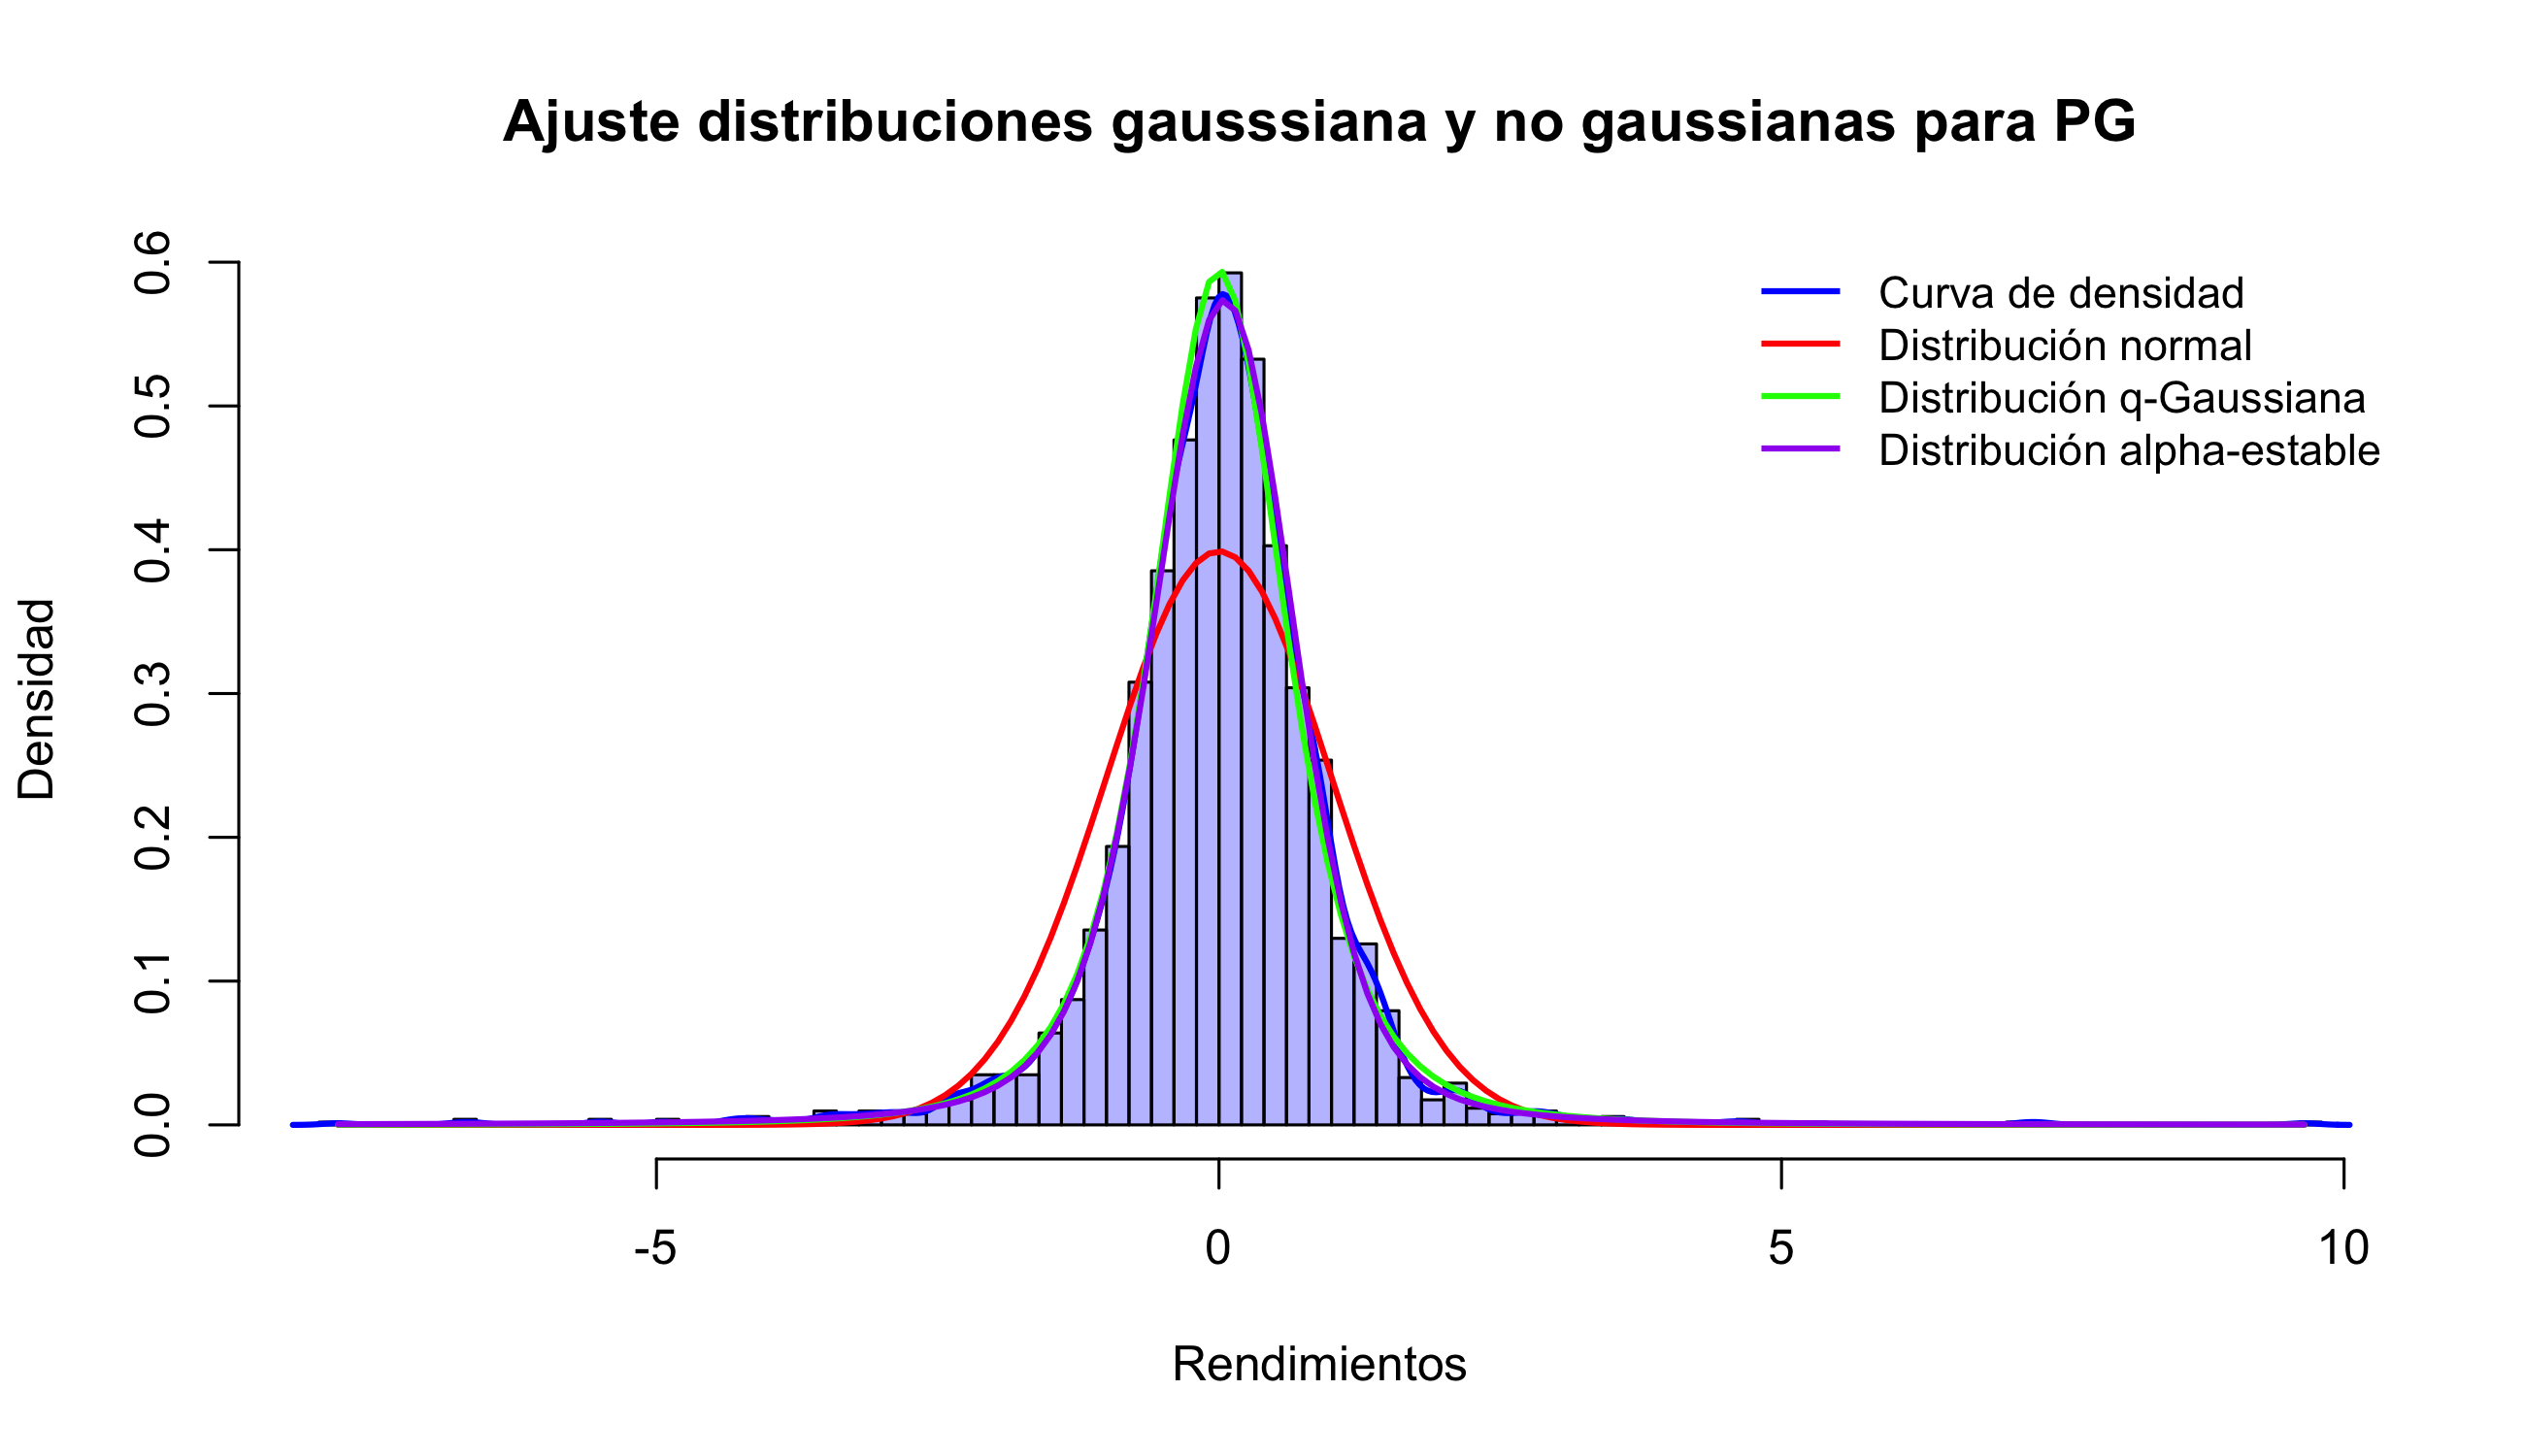 Ajuste distribuciones gausssiana y no gaussianas para PG
Curva de densidad
Distribución normal
Distribución q-Gaussiana
Distribución alpha-estable
Densidad
0.6
0.5
0.4
0.3
0.2
0.1
0.0
-5 0 5 10
Rendimientos